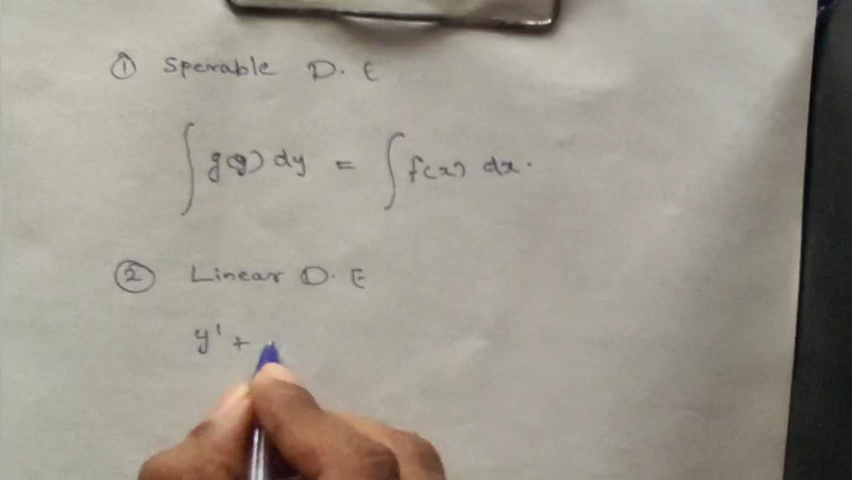 ① Sperable D.E
∫ g(y) dy = ∫ f(x) dx.
② Linear D.E
y' +